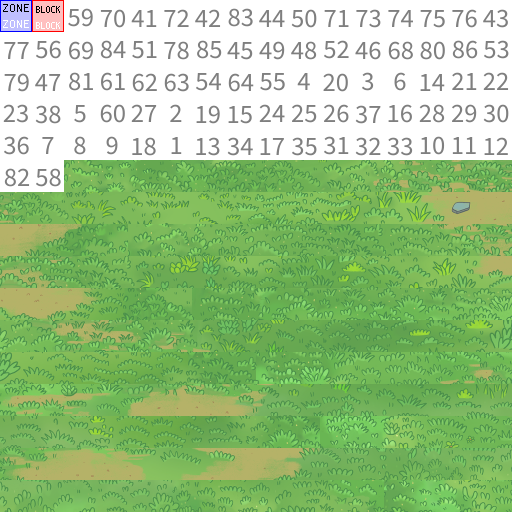 ZONE BLOCK 59 70 41 72 42 83 44 50 71 73 74 75 76 43
ZONE BLOCK
77 56 69 84 51 78 85 45 49 48 52 46 68 80 86 53
79 47 81 61 62 63 54 64 55 4 20 3 6 14 21 22
23 38 5 60 27 2 19 15 24 25 26 37 16 28 29 30
36 7 8 9 18 1 13 34 17 35 31 32 33 10 11 12
82 58